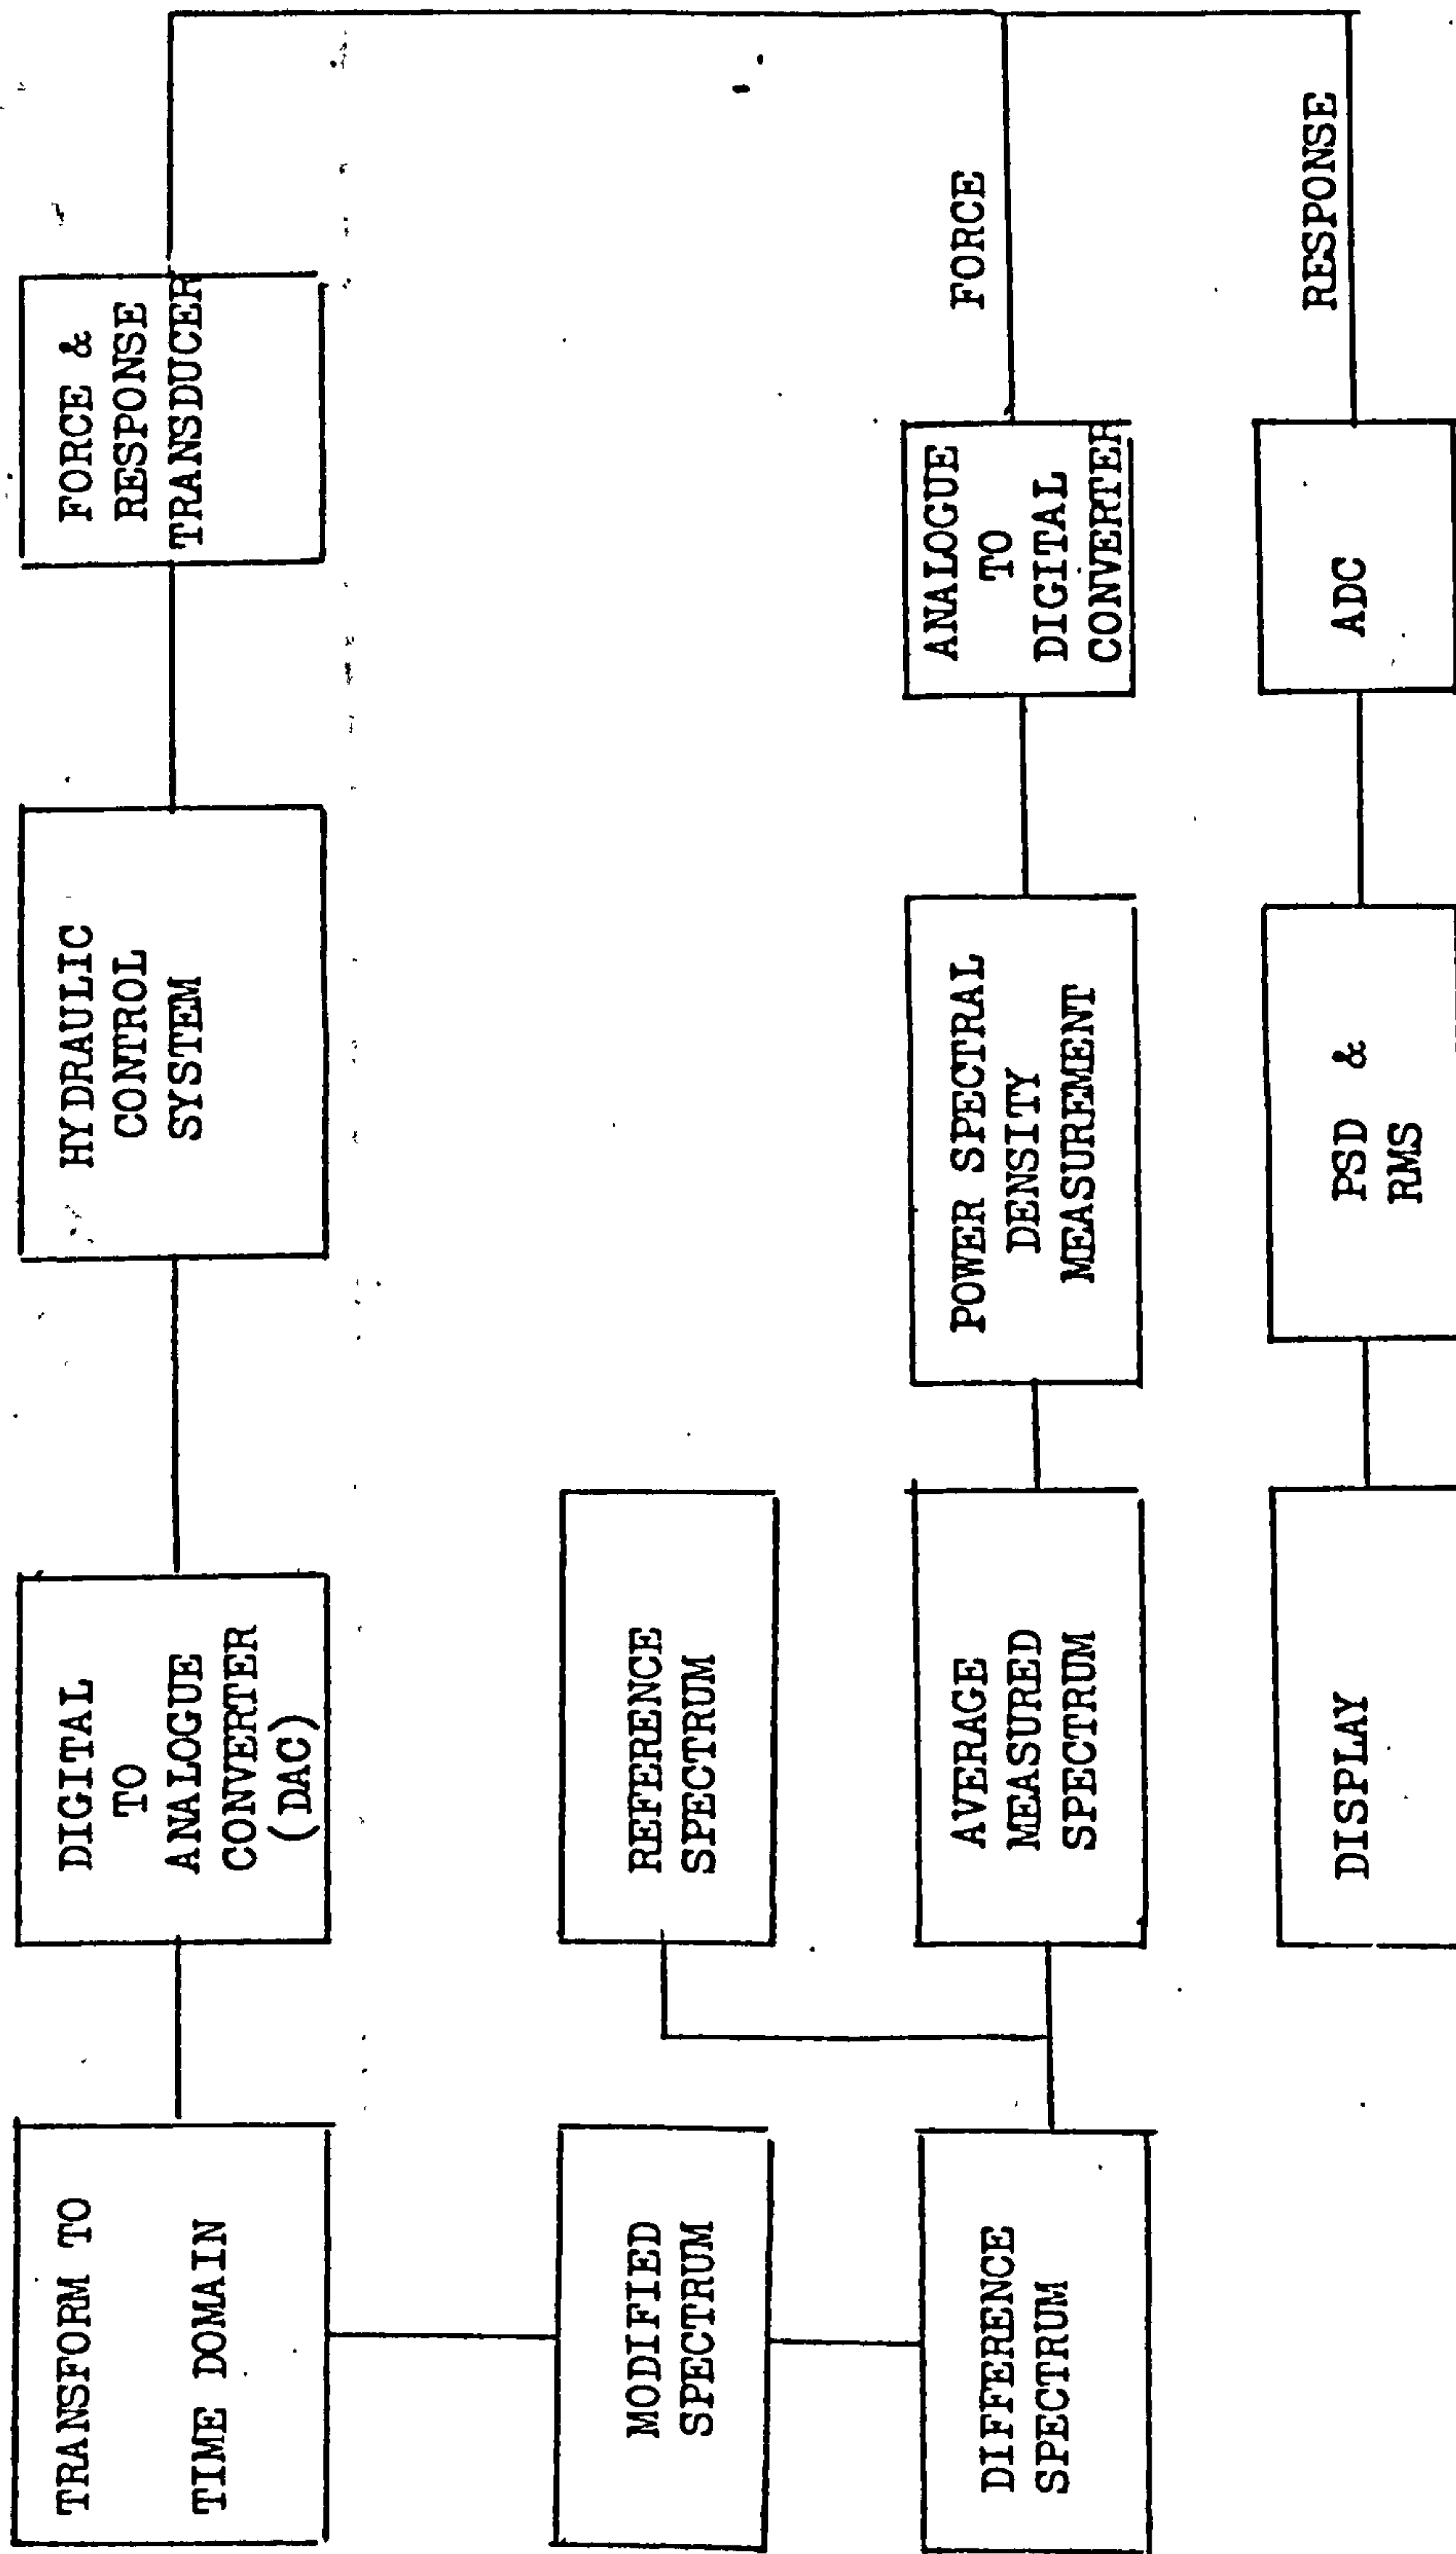 TRANSFORM TO
TIME DOMAIN
DIGITAL
TO
ANALOGUE
CONVERTER
(DAC)
HYDRAULIC
CONTROL
SYSTEM
FORCE &
RESPONSE
TRANSDUCER
MODIFIED
SPECTRUM
REFERENCE
SPECTRUM
DIFFERENCE
SPECTRUM
AVERAGE
MEASURED
SPECTRUM
POWER SPECTRAL
DENSITY
MEASUREMENT
ANALOGUE
TO
DIGITAL
CONVERTER
FORCE
DISPLAY
PSD &
RMS
ADC
RESPONSE